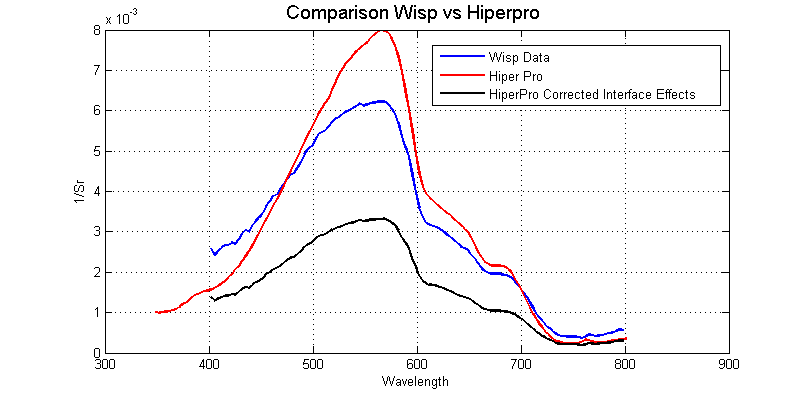 Comparison Wisp vs Hiperpro
x 10^-3
8
7
6
5
4
3
2
1
0
1/Sr
Wisp Data
Hiper Pro
HiperPro Corrected Interface Effects
300 400 500 600 700 800 900
Wavelength